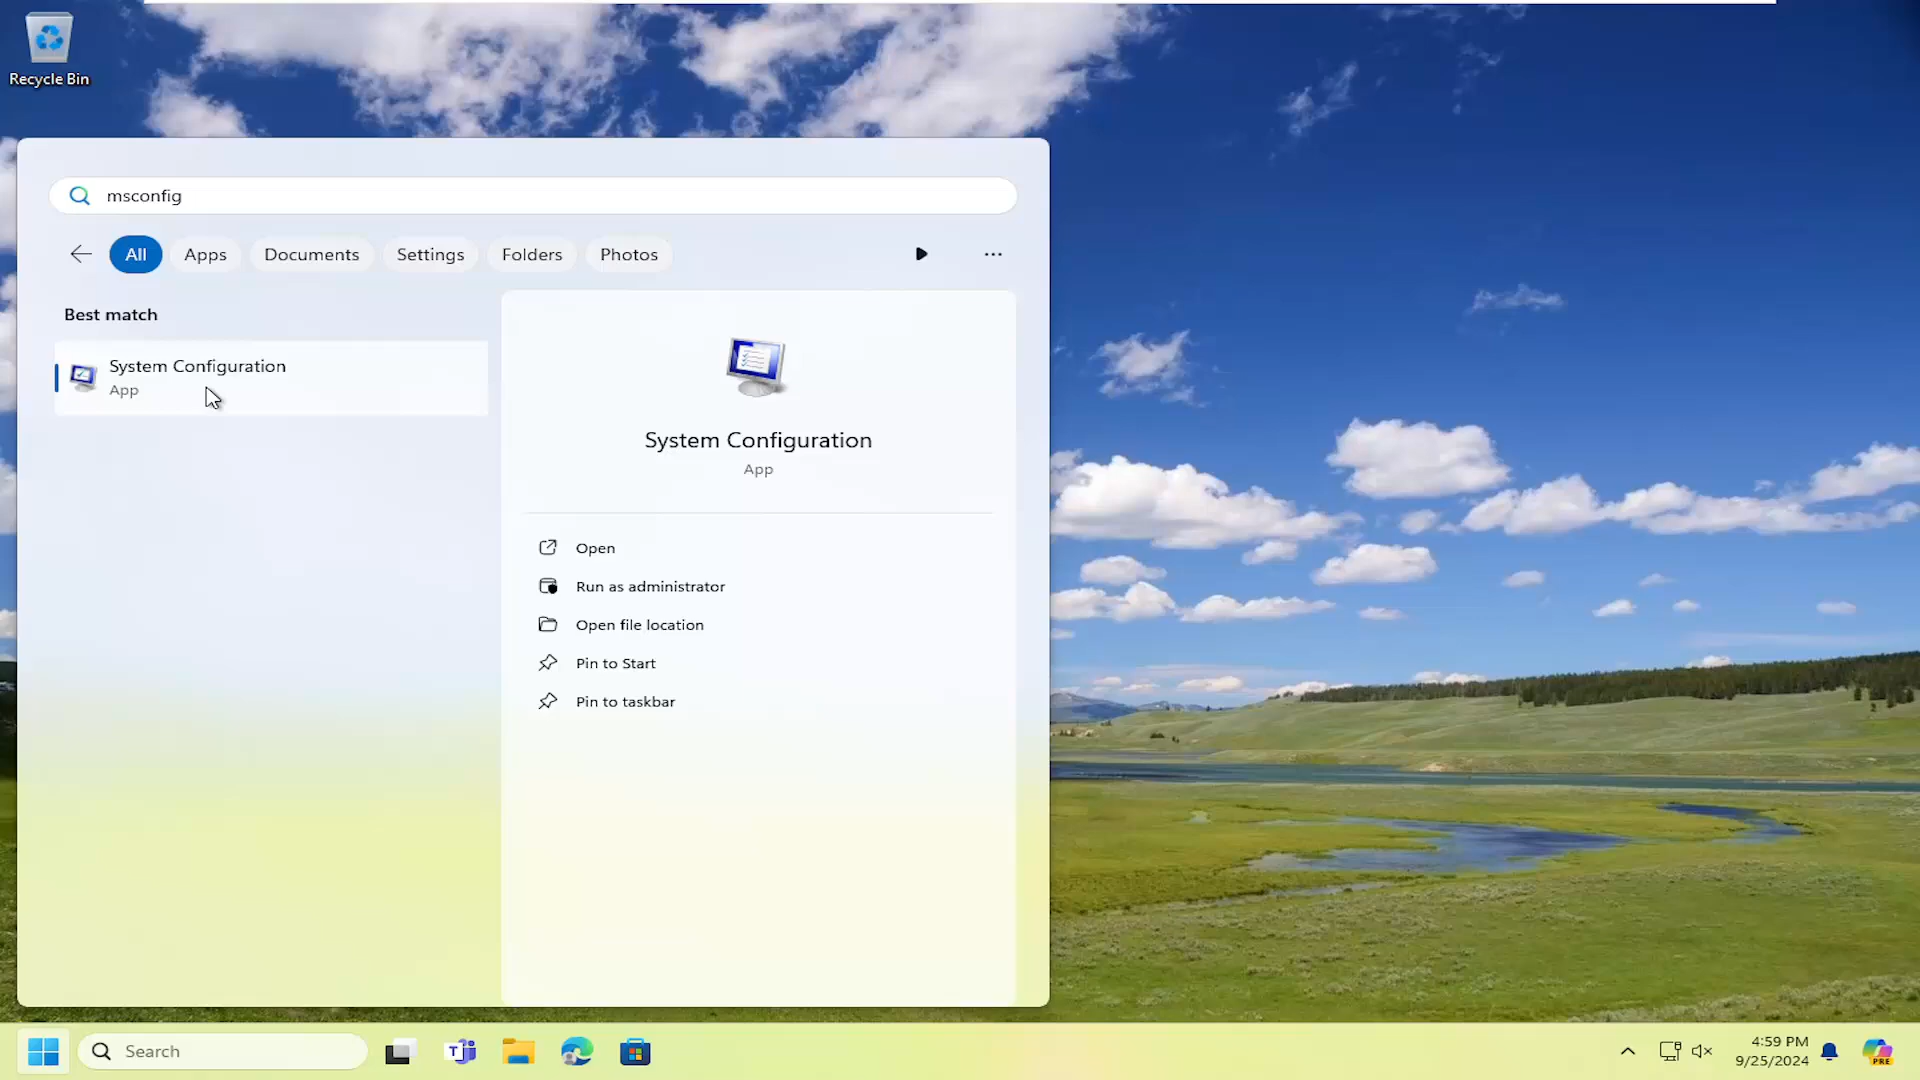 Recycle Bin
msconfig
All Apps Documents Settings Folders Photos
Best match
System Configuration
App
System Configuration
App
Open
Run as administrator
Open file location
Pin to Start
Pin to taskbar
Search
4:59 PM
9/25/2024
PRE